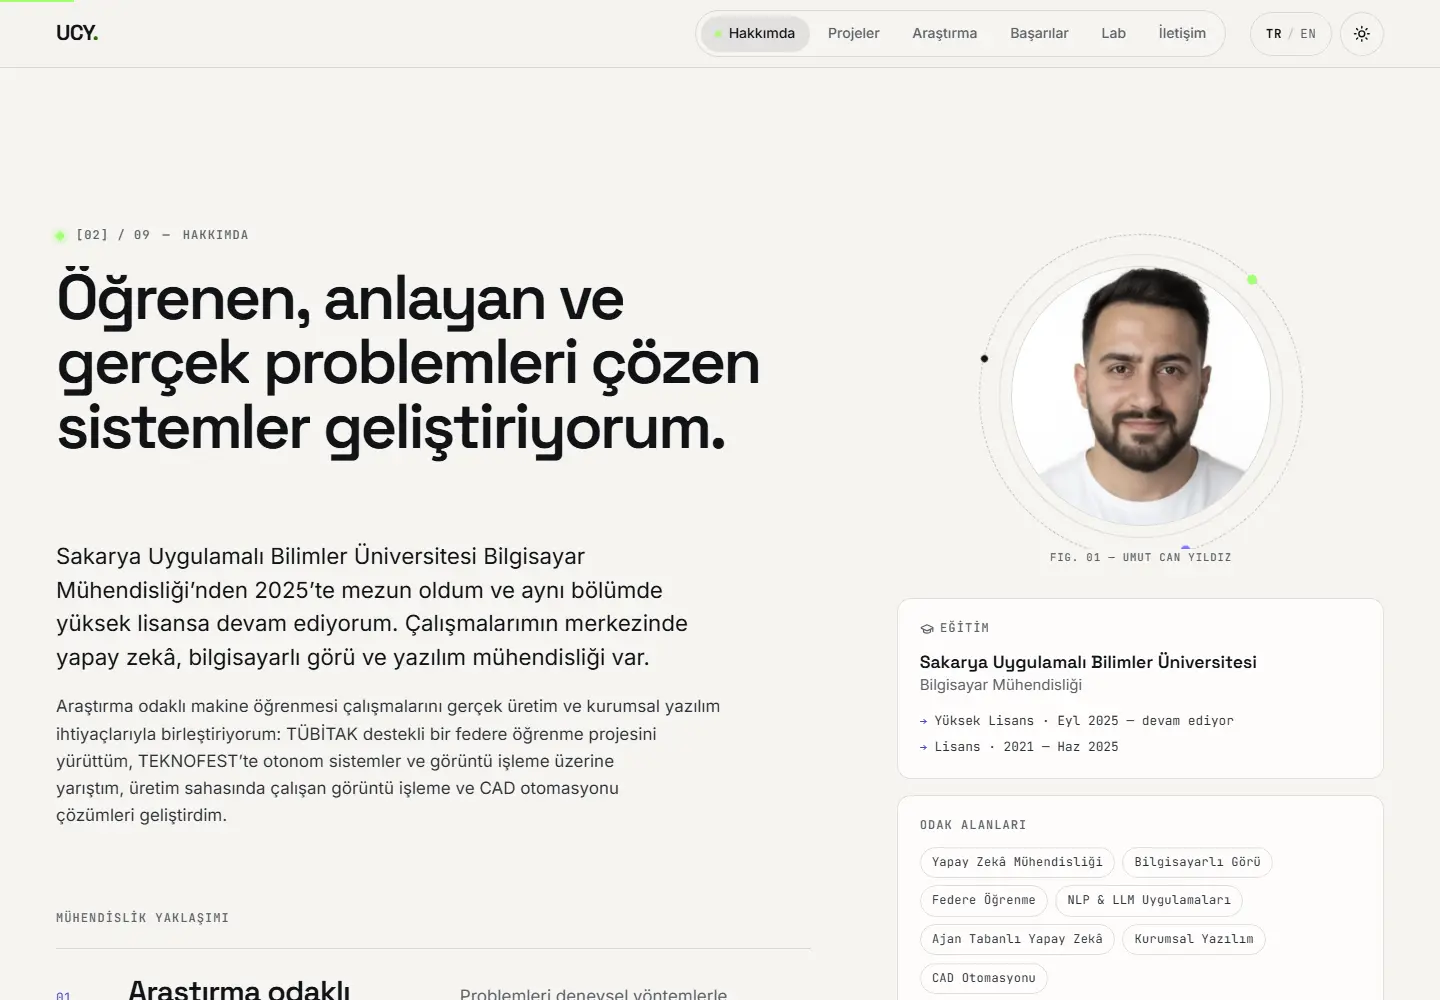 UCY.
Hakkımda
Projeler
Araştırma
Başarılar
Lab
İletişim
TR / EN
[02] / 09 — HAKKIMDA
Öğrenen, anlayan ve
gerçek problemleri çözen
sistemler geliştiriyorum.
Sakarya Uygulamalı Bilimler Üniversitesi Bilgisayar
Mühendisliği’nden 2025’te mezun oldum ve aynı bölümde
yüksek lisansa devam ediyorum. Çalışmalarımın merkezinde
yapay zekâ, bilgisayarlı görü ve yazılım mühendisliği var.
Araştırma odaklı makine öğrenmesi çalışmalarını gerçek üretim ve kurumsal yazılım
ihtiyaçlarıyla birleştiriyorum: TÜBİTAK destekli bir federe öğrenme projesini
yürüttüm, TEKNOFEST’te otonom sistemler ve görüntü işleme üzerine
yarıştım, üretim sahasında çalışan görüntü işleme ve CAD otomasyonu
çözümleri geliştirdim.
MÜHENDİSLİK YAKLAŞIMI
01
Araştırma odaklı
Problemleri deneysel yöntemlerle
FIG. 01 — UMUT CAN YILDIZ
EĞİTİM
Sakarya Uygulamalı Bilimler Üniversitesi
Bilgisayar Mühendisliği
→ Yüksek Lisans · Eyl 2025 — devam ediyor
→ Lisans · 2021 — Haz 2025
ODAK ALANLARI
Yapay Zekâ Mühendisliği
Bilgisayarlı Görü
Federe Öğrenme
NLP & LLM Uygulamaları
Ajan Tabanlı Yapay Zekâ
Kurumsal Yazılım
CAD Otomasyonu